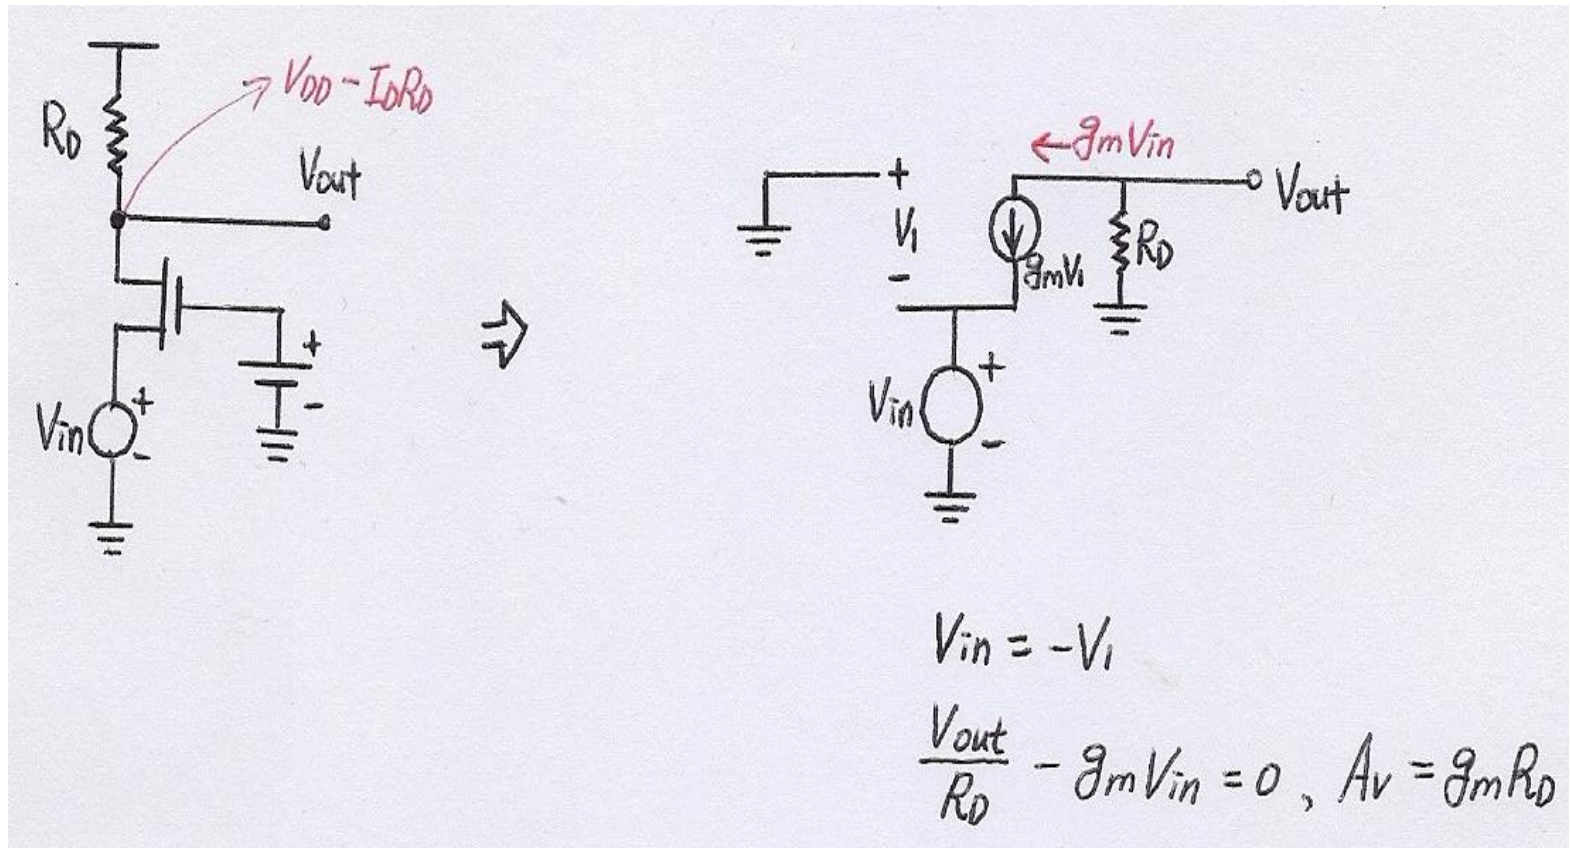 VDD - IDRD
RD
Vout
+
Vin
-
+
-
⇒
← gmVin
+
V1
-
gmV1
RD
Vout
Vin
+
-
Vin = -V1
Vout/RD - gmVin = 0, Av = gmRD